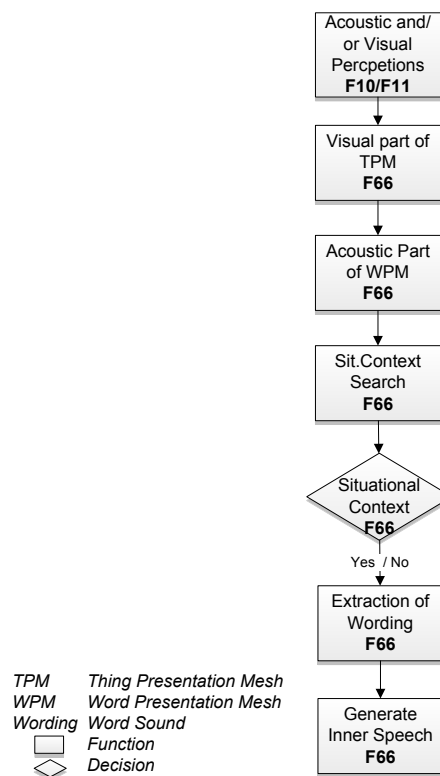 Acoustic and/
or Visual
Percpetions
F10/F11
Visual part of
TPM
F66
Acoustic Part
of WPM
F66
Sit.Context
Search
F66
Situational
Context
F66
Yes / No
Extraction of
Wording
F66
Generate
Inner Speech
F66
TPM Thing Presentation Mesh
WPM Word Presentation Mesh
Wording Word Sound
Function
Decision